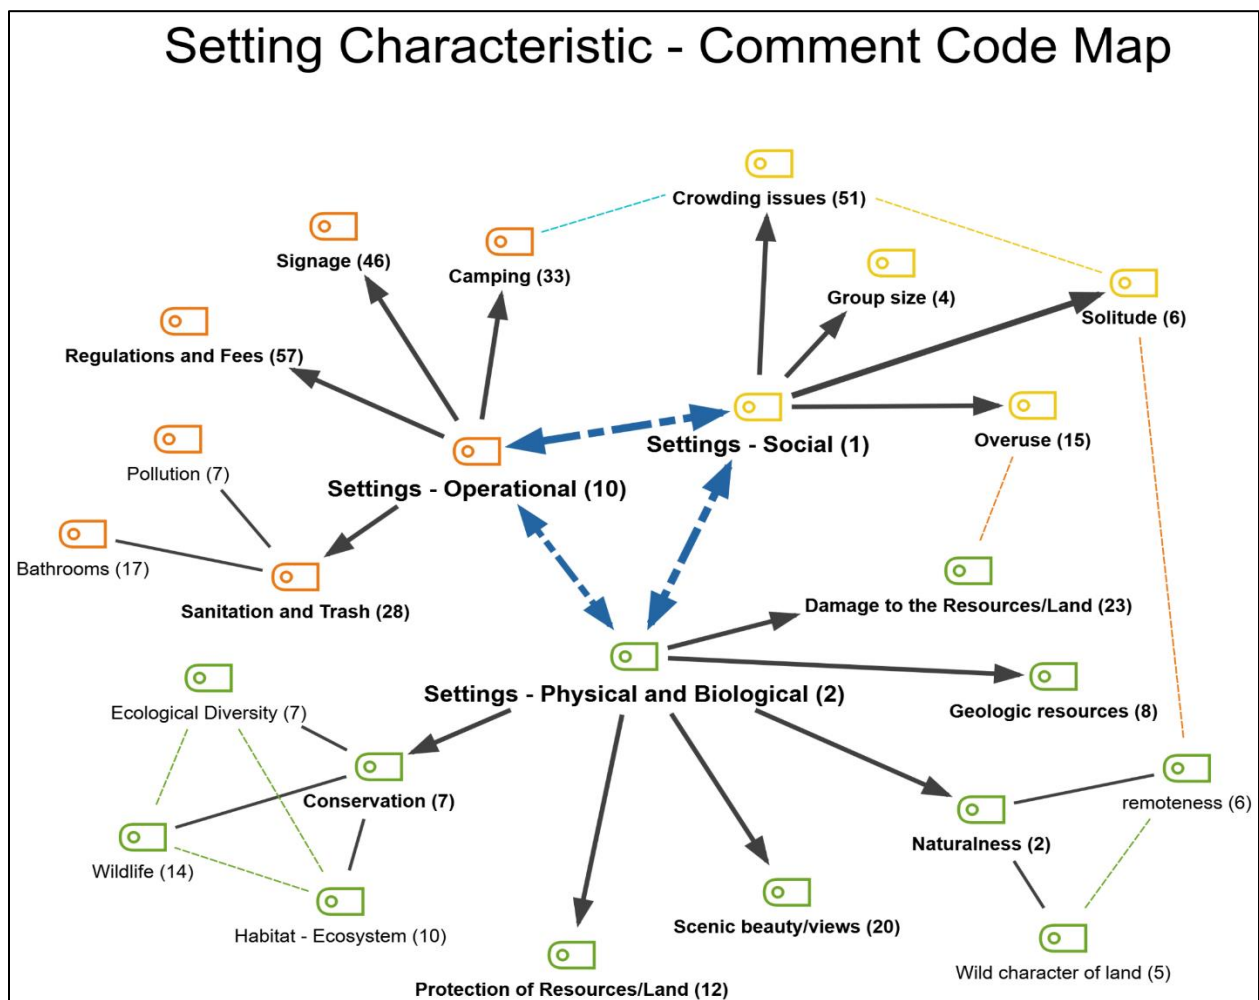 Setting Characteristic - Comment Code Map
Crowding issues (51)
Signage (46)
Camping (33)
Group size (4)
Solitude (6)
Regulations and Fees (57)
Settings - Social (1)
Overuse (15)
Pollution (7)
Settings - Operational (10)
Bathrooms (17)
Sanitation and Trash (28)
Damage to the Resources/Land (23)
Settings - Physical and Biological (2)
Ecological Diversity (7)
Geologic resources (8)
Conservation (7)
remoteness (6)
Naturalness (2)
Wildlife (14)
Scenic beauty/views (20)
Habitat - Ecosystem (10)
Wild character of land (5)
Protection of Resources/Land (12)